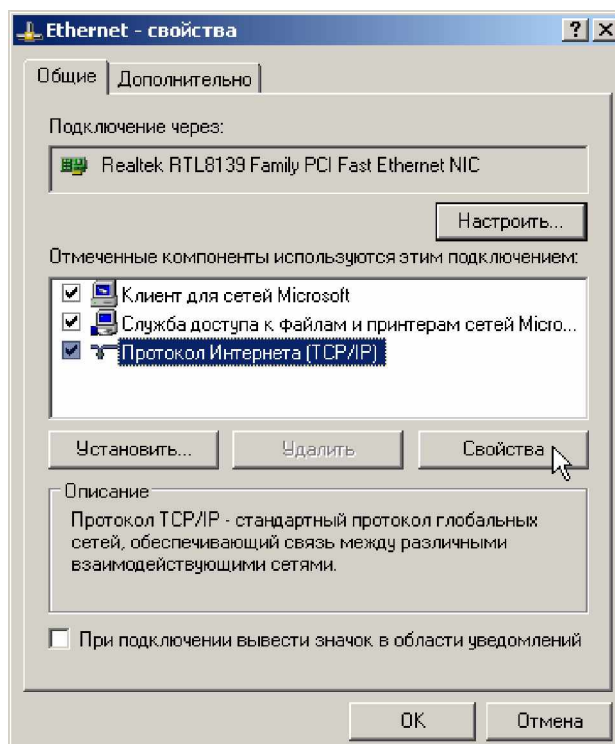 Ethernet - свойства
Общие
Дополнительно
Подключение через:
Realtek RTL8139 Family PCI Fast Ethernet NIC
Настроить...
Отмеченные компоненты используются этим подключением:
Клиент для сетей Microsoft
Служба доступа к файлам и принтерам сетей Micro...
Протокол Интернета (TCP/IP)
Установить...
Удалить
Свойства
Описание
Протокол TCP/IP - стандартный протокол глобальных
сетей, обеспечивающий связь между различными
взаимодействующими сетями.
При подключении вывести значок в области уведомлений
OK
Отмена